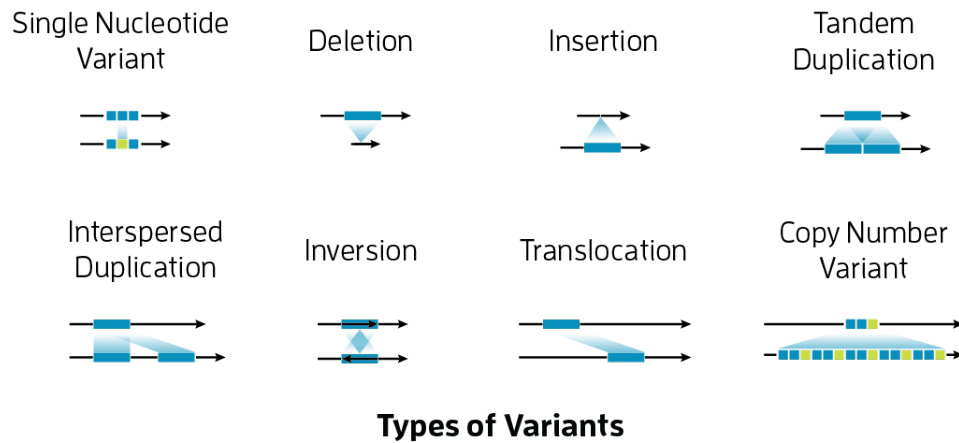 Single Nucleotide
Variant
Deletion
Insertion
Tandem
Duplication
Interspersed
Duplication
Inversion
Translocation
Copy Number
Variant
Types of Variants